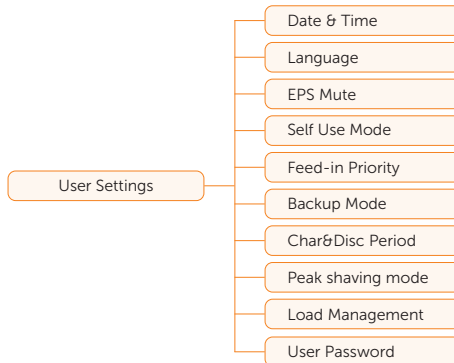 User Settings
Date & Time
Language
EPS Mute
Self Use Mode
Feed-in Priority
Backup Mode
Char&Disc Period
Peak shaving mode
Load Management
User Password